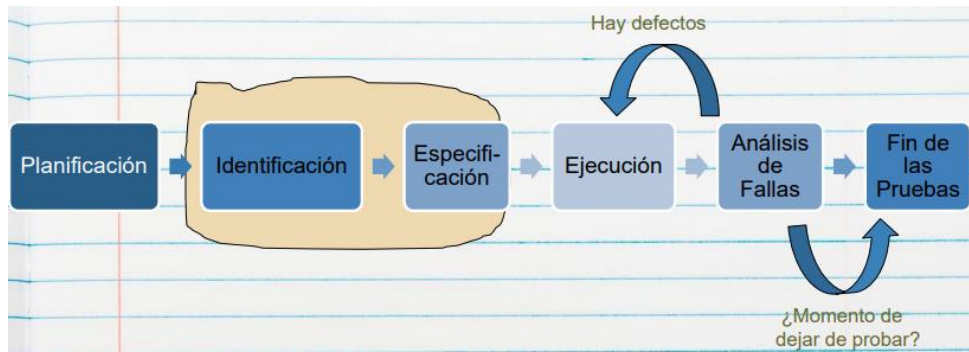 Hay defectos
Planificación
Identificación
Especifi-
cación
Ejecución
Análisis
de
Fallas
Fin de
las
Pruebas
¿Momento de
dejar de probar?